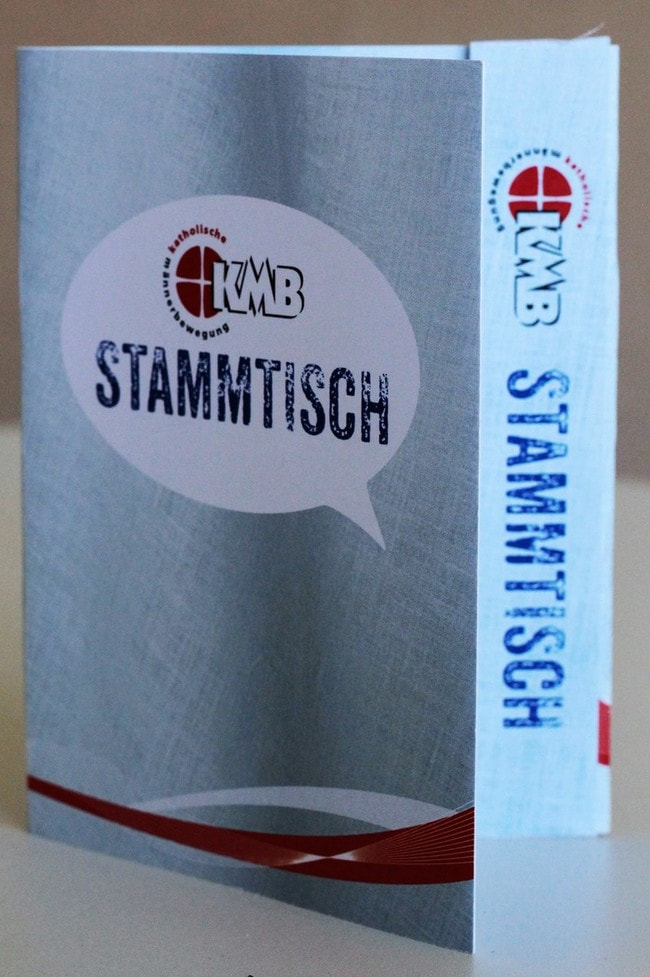 katholische
männerbewegung
KMB
STAMMTISCH
katholische
männerbewegung
KMB
STAMMTISCH